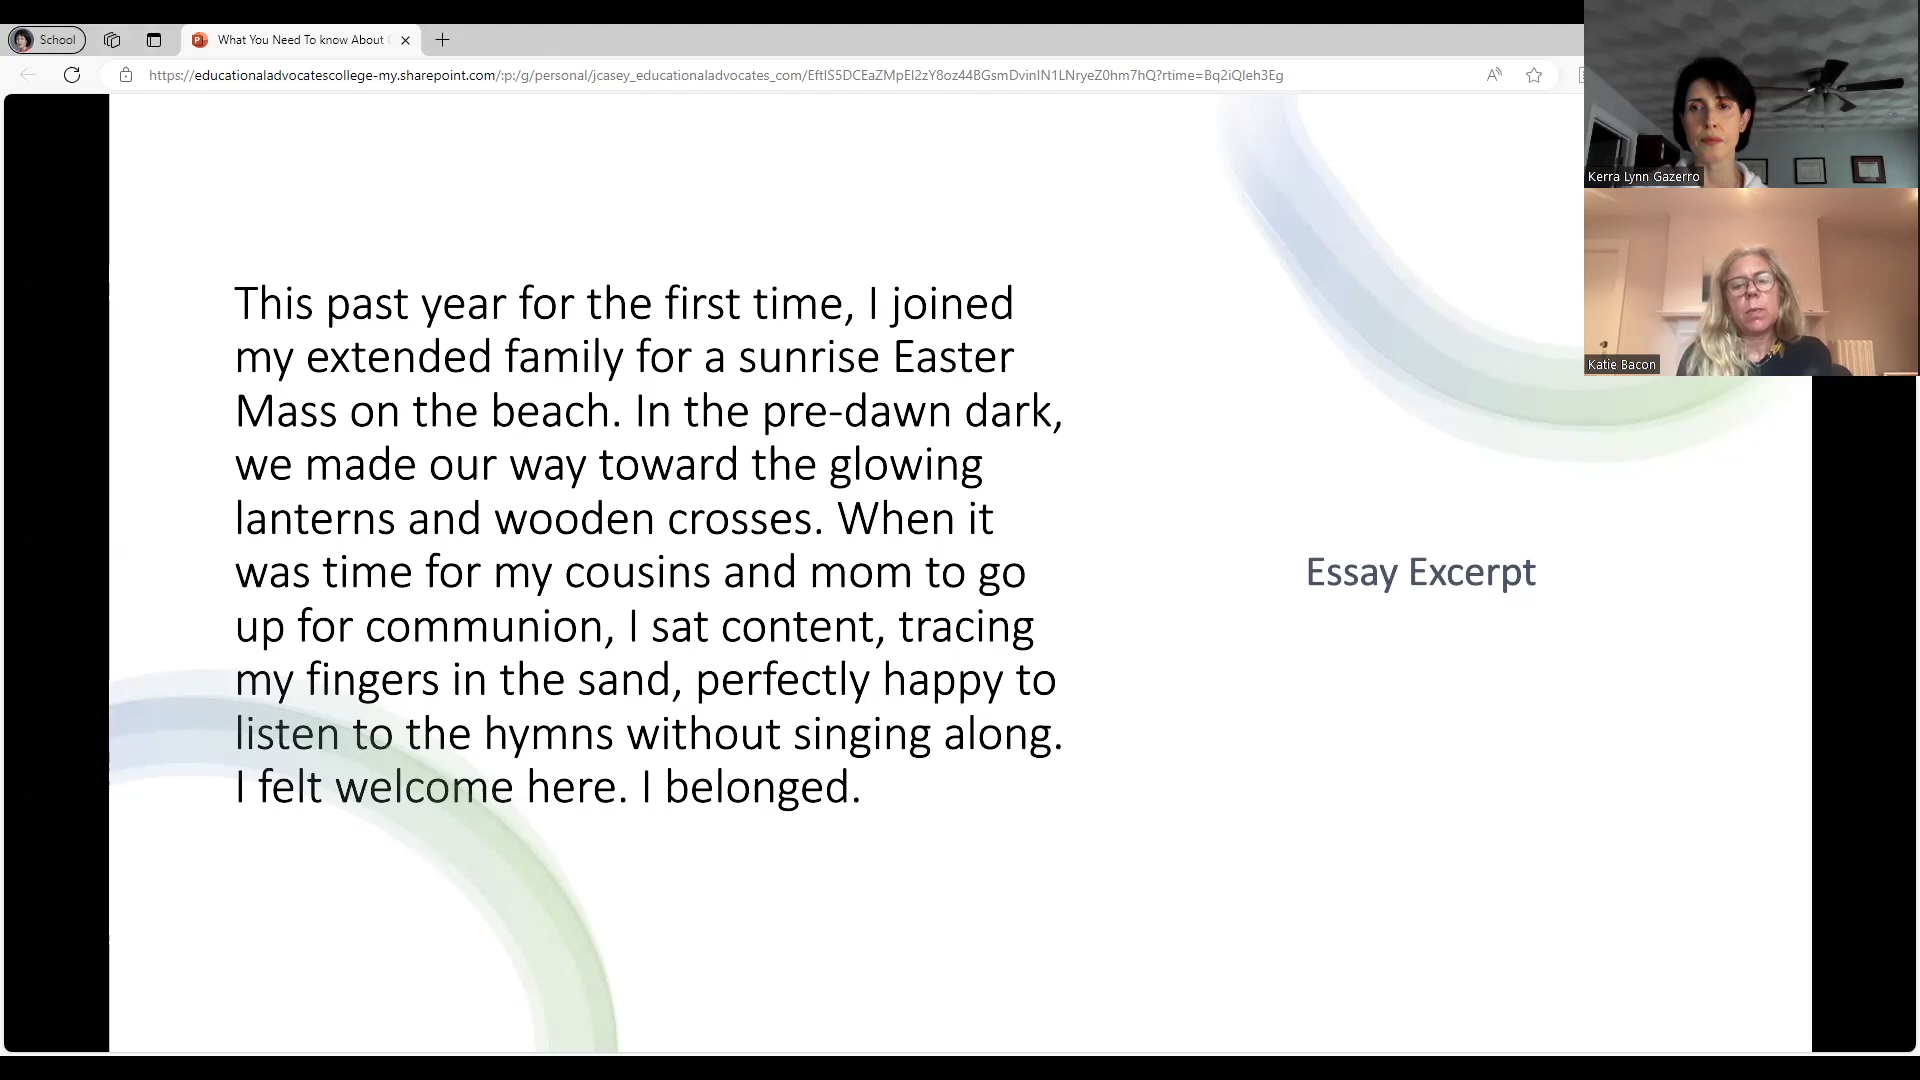 School
What You Need To know About
https://educationaladvocatescollege-my.sharepoint.com/:p:/g/personal/jcasey_educationaladvocates_com/EftIS5DCEaZMpEI2zY8oz44BGsmDvinIN1LNryeZ0hm7hQ?rtime=Bq2iQIeh3Eg
Kerra Lynn Gazerro
Katie Bacon
This past year for the first time, I joined
my extended family for a sunrise Easter
Mass on the beach. In the pre-dawn dark,
we made our way toward the glowing
lanterns and wooden crosses. When it
was time for my cousins and mom to go
up for communion, I sat content, tracing
my fingers in the sand, perfectly happy to
listen to the hymns without singing along.
I felt welcome here. I belonged.
Essay Excerpt